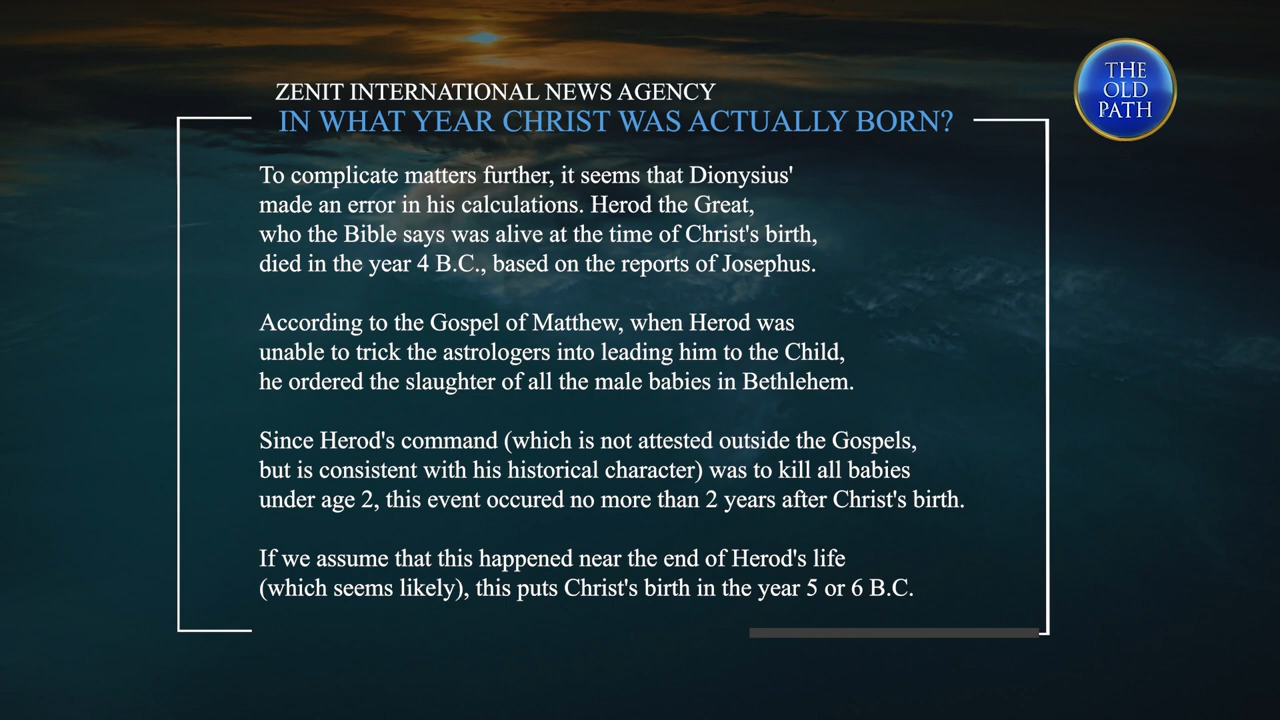 ZENIT INTERNATIONAL NEWS AGENCY
IN WHAT YEAR CHRIST WAS ACTUALLY BORN?
THE
OLD
PATH
To complicate matters further, it seems that Dionysius'
made an error in his calculations. Herod the Great,
who the Bible says was alive at the time of Christ's birth,
died in the year 4 B.C., based on the reports of Josephus.
According to the Gospel of Matthew, when Herod was
unable to trick the astrologers into leading him to the Child,
he ordered the slaughter of all the male babies in Bethlehem.
Since Herod's command (which is not attested outside the Gospels,
but is consistent with his historical character) was to kill all babies
under age 2, this event occured no more than 2 years after Christ's birth.
If we assume that this happened near the end of Herod's life
(which seems likely), this puts Christ's birth in the year 5 or 6 B.C.